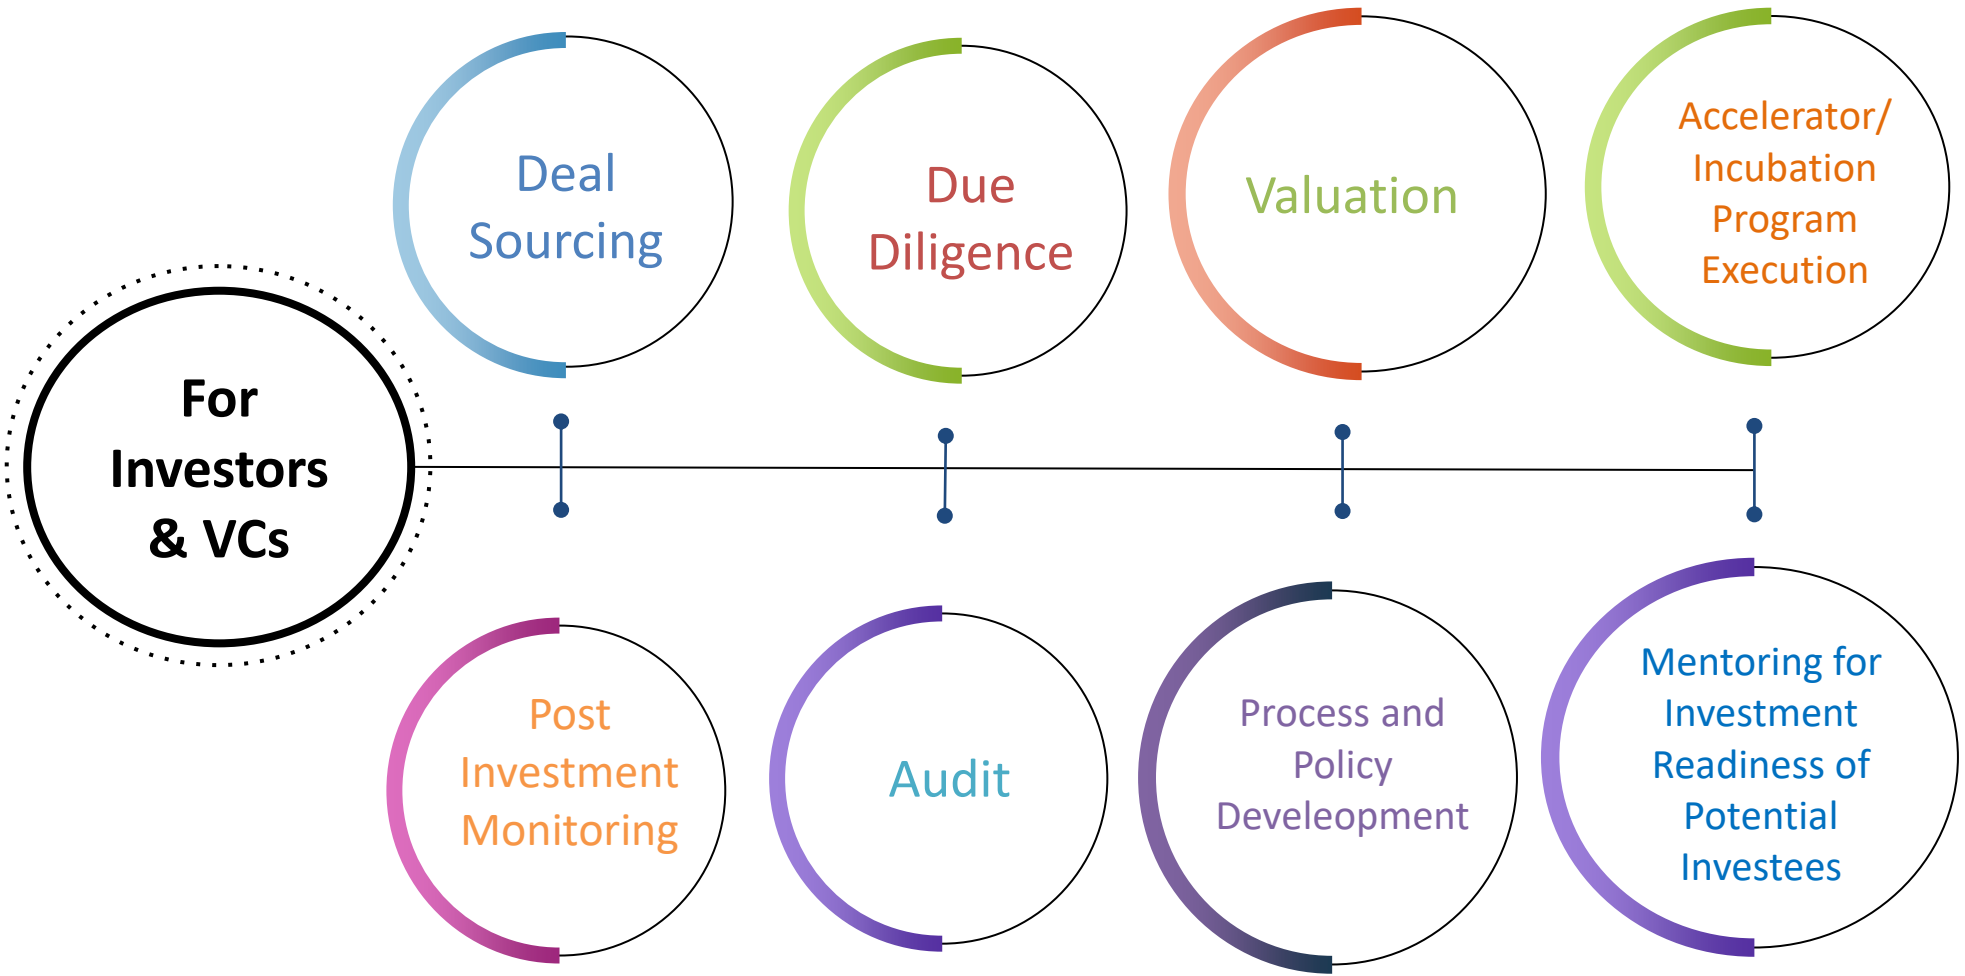 For
Investors
& VCs
Deal
Sourcing
Due
Diligence
Valuation
Accelerator/
Incubation
Program
Execution
Post
Investment
Monitoring
Audit
Process and
Policy
Develeopment
Mentoring for
Investment
Readiness of
Potential
Investees